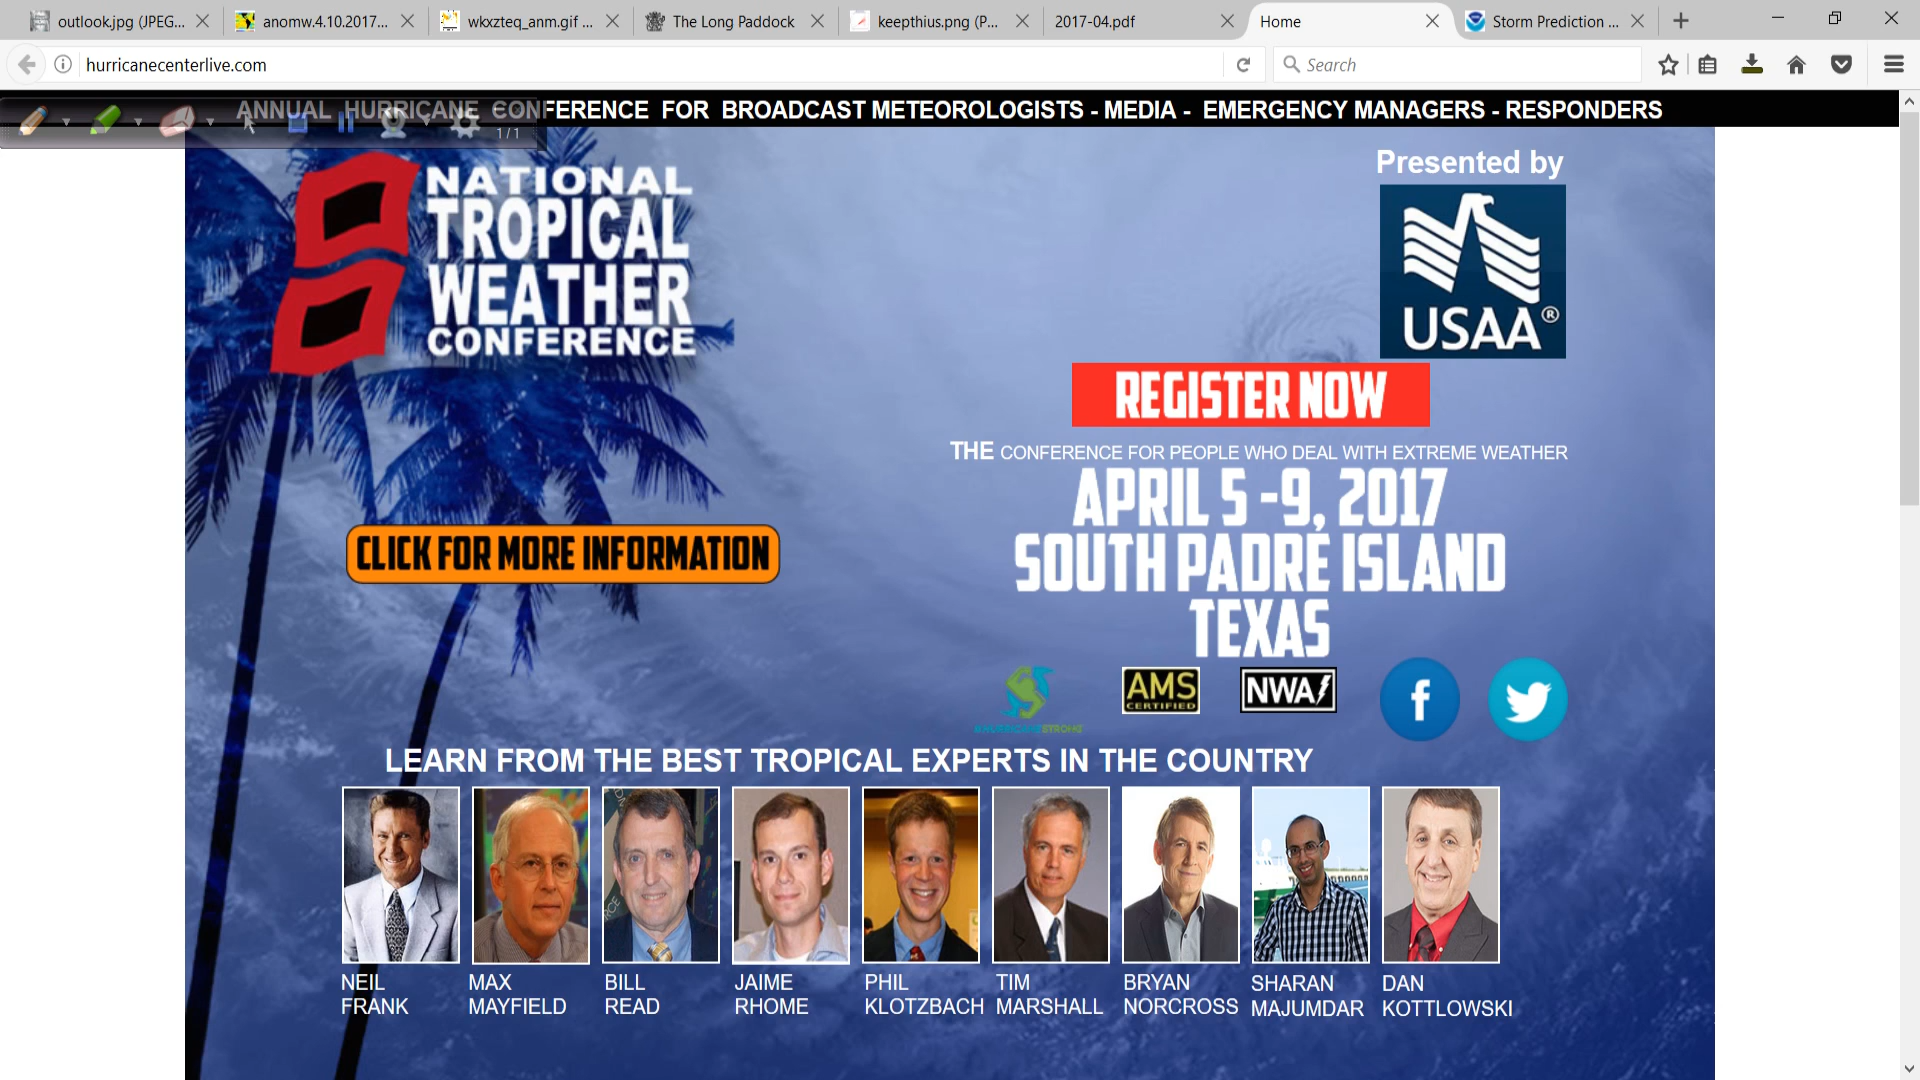 outlook.jpg (JPEG...
anomw.4.10.2017...
wkxzteq_anm.gif ...
The Long Paddock
keepthius.png (P...
2017-04.pdf
Home
Storm Prediction ...
hurricanecenterlive.com
Search
ANNUAL HURRICANE CONFERENCE FOR BROADCAST METEOROLOGISTS - MEDIA - EMERGENCY MANAGERS - RESPONDERS
1/1
NATIONAL
TROPICAL
WEATHER
CONFERENCE
Presented by
USAA®
REGISTER NOW
THE CONFERENCE FOR PEOPLE WHO DEAL WITH EXTREME WEATHER
APRIL 5 -9, 2017
SOUTH PADRE ISLAND
TEXAS
CLICK FOR MORE INFORMATION
#HURRICANESTRONG
AMS
CERTIFIED
NWA
f
LEARN FROM THE BEST TROPICAL EXPERTS IN THE COUNTRY
NEIL
FRANK
MAX
MAYFIELD
BILL
READ
JAIME
RHOME
PHIL
KLOTZBACH
TIM
MARSHALL
BRYAN
NORCROSS
SHARAN
MAJUMDAR
DAN
KOTTLOWSKI